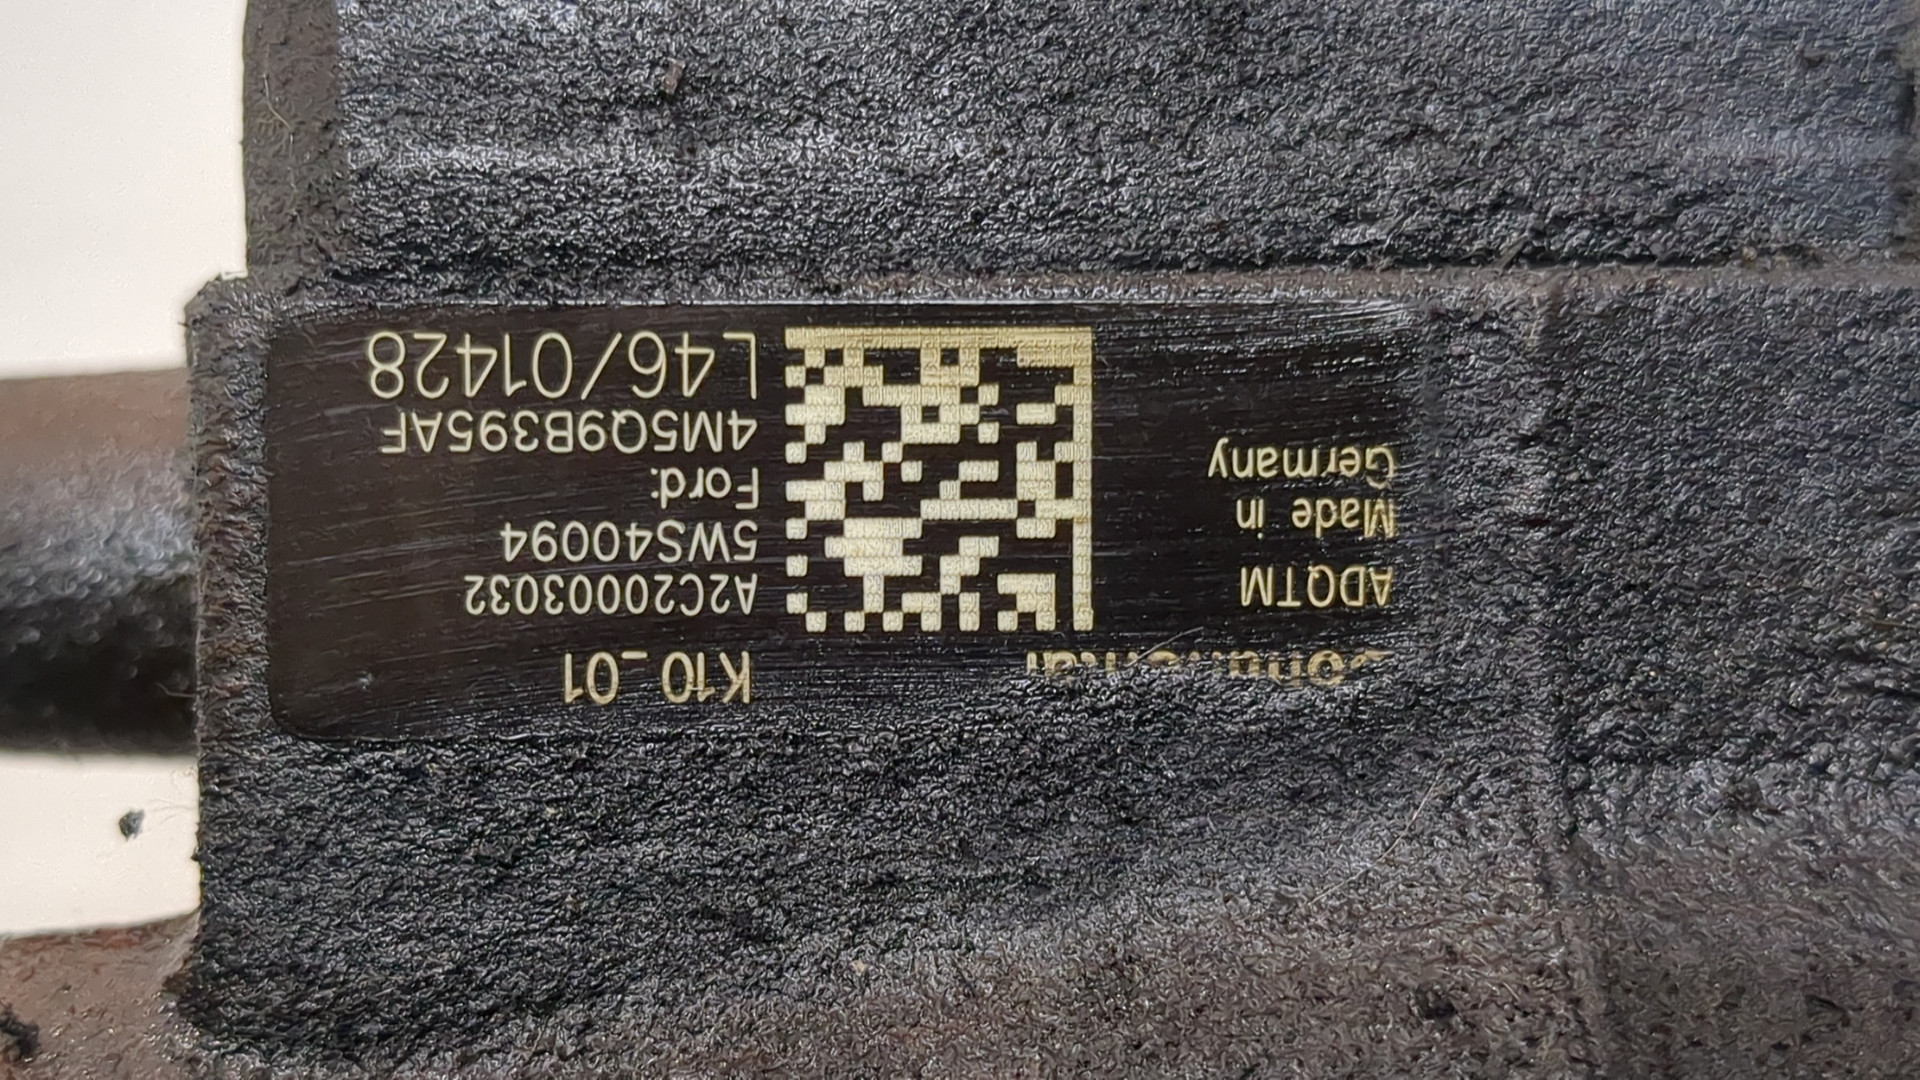 K10_01
ADQTM
Made in
Germany
A2C20003032
5WS40094
Ford:
4M5Q9B395AF
L46/01428